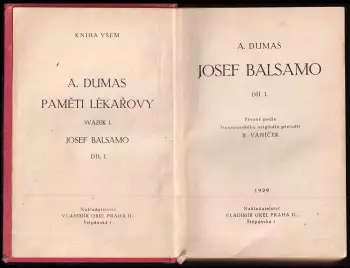 KNIHA VŠEM
A. DUMAS
PAMĚTI LÉKAŘOVY
SVAZEK I.
JOSEF BALSAMO
DÍL I.
Nakladatelství
VLADIMÍR OREL PRAHA II.,
Štěpánská 1.
A. DUMAS
JOSEF BALSAMO
DÍL I.
Přesně podle
francouzského originálu přeložil
B. VANÍČEK
Nakladatelství
VLADIMÍR OREL PRAHA II.,
Štěpánská 1.